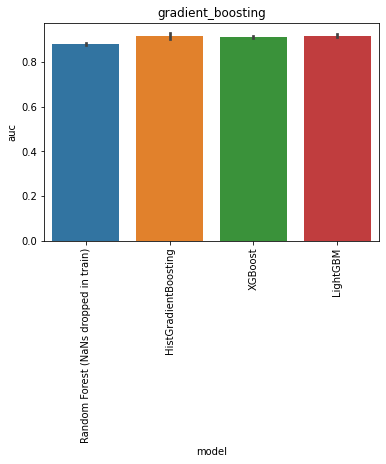 gradient_boosting
auc
0.8
0.6
0.4
0.2
0.0
Random Forest (NaNs dropped in train)
HistGradientBoosting
XGBoost
LightGBM
model